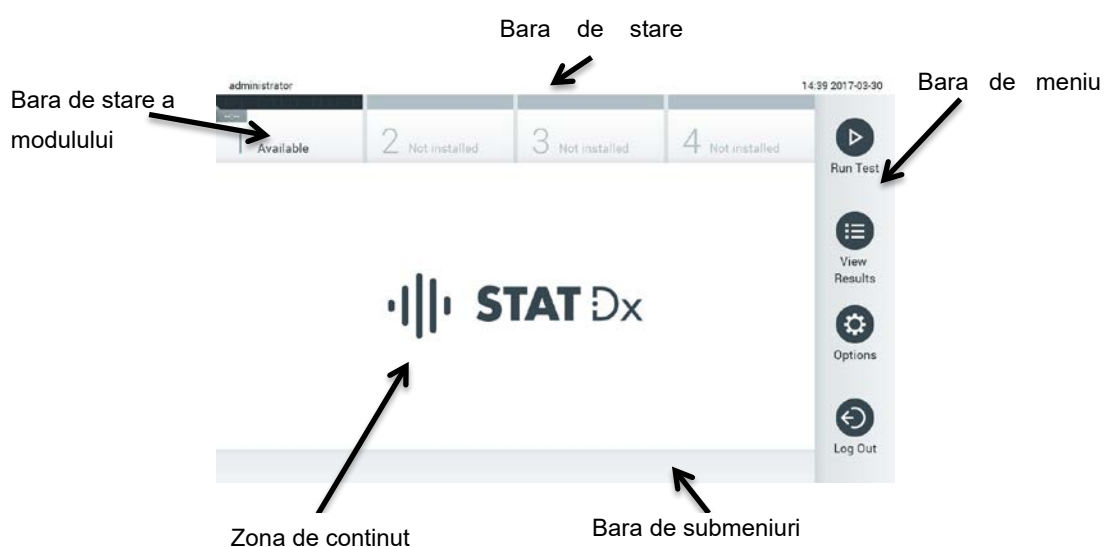 Bara de stare
administrator
14:39 2017-03-30
Bara de meniu
Bara de stare a
modulului
--:--
1 Available
2 Not installed
3 Not installed
4 Not installed
Run Test
View
Results
STAT Dx
Options
Log Out
Zona de continut
Bara de submeniuri